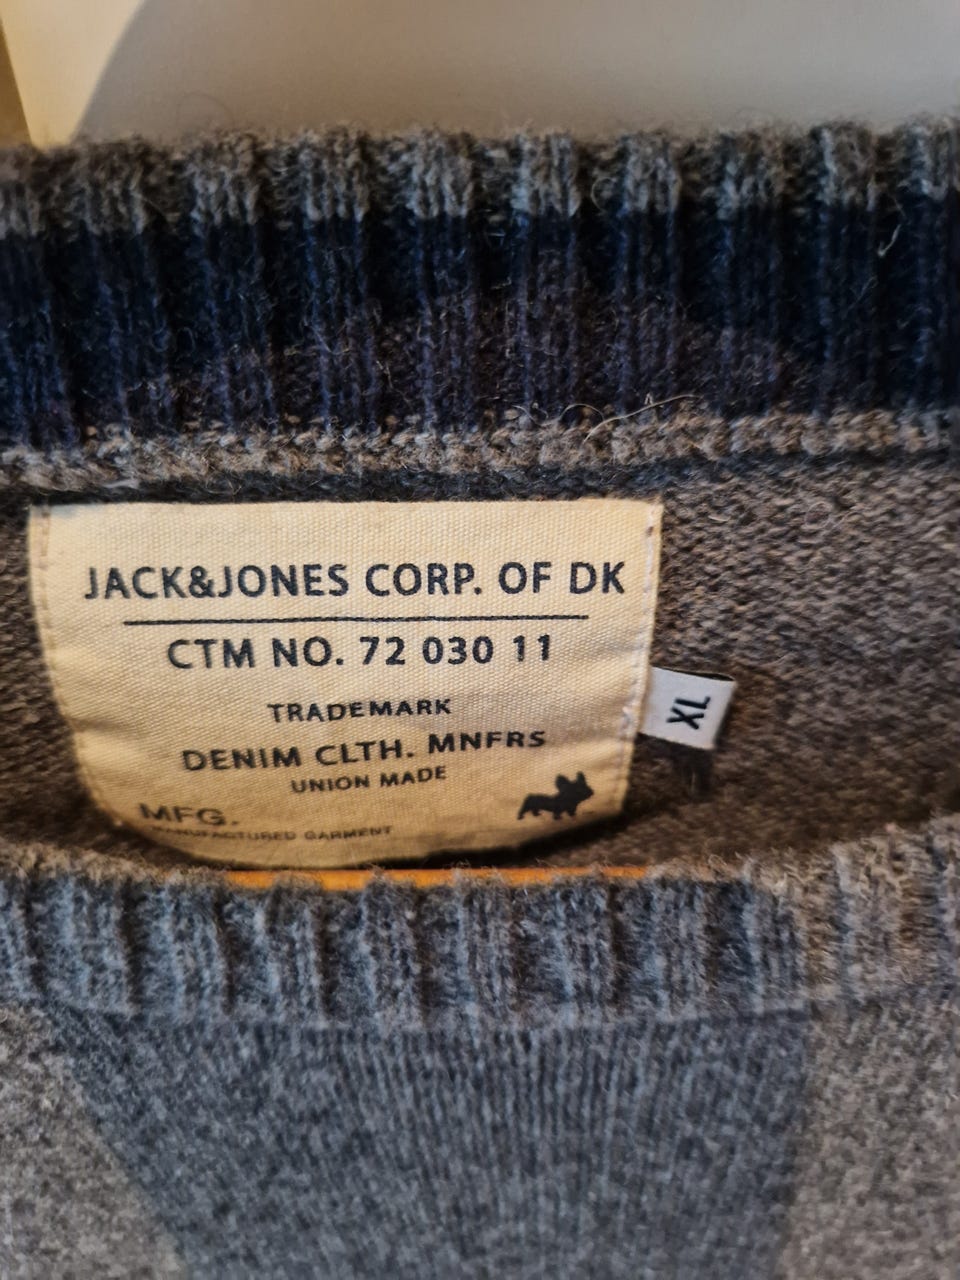 JACK&JONES CORP. OF DK
CTM NO. 72 030 11
TRADEMARK
DENIM CLTH. MNFRS
UNION MADE
MFG.
MANUFACTURED GARMENT
XL